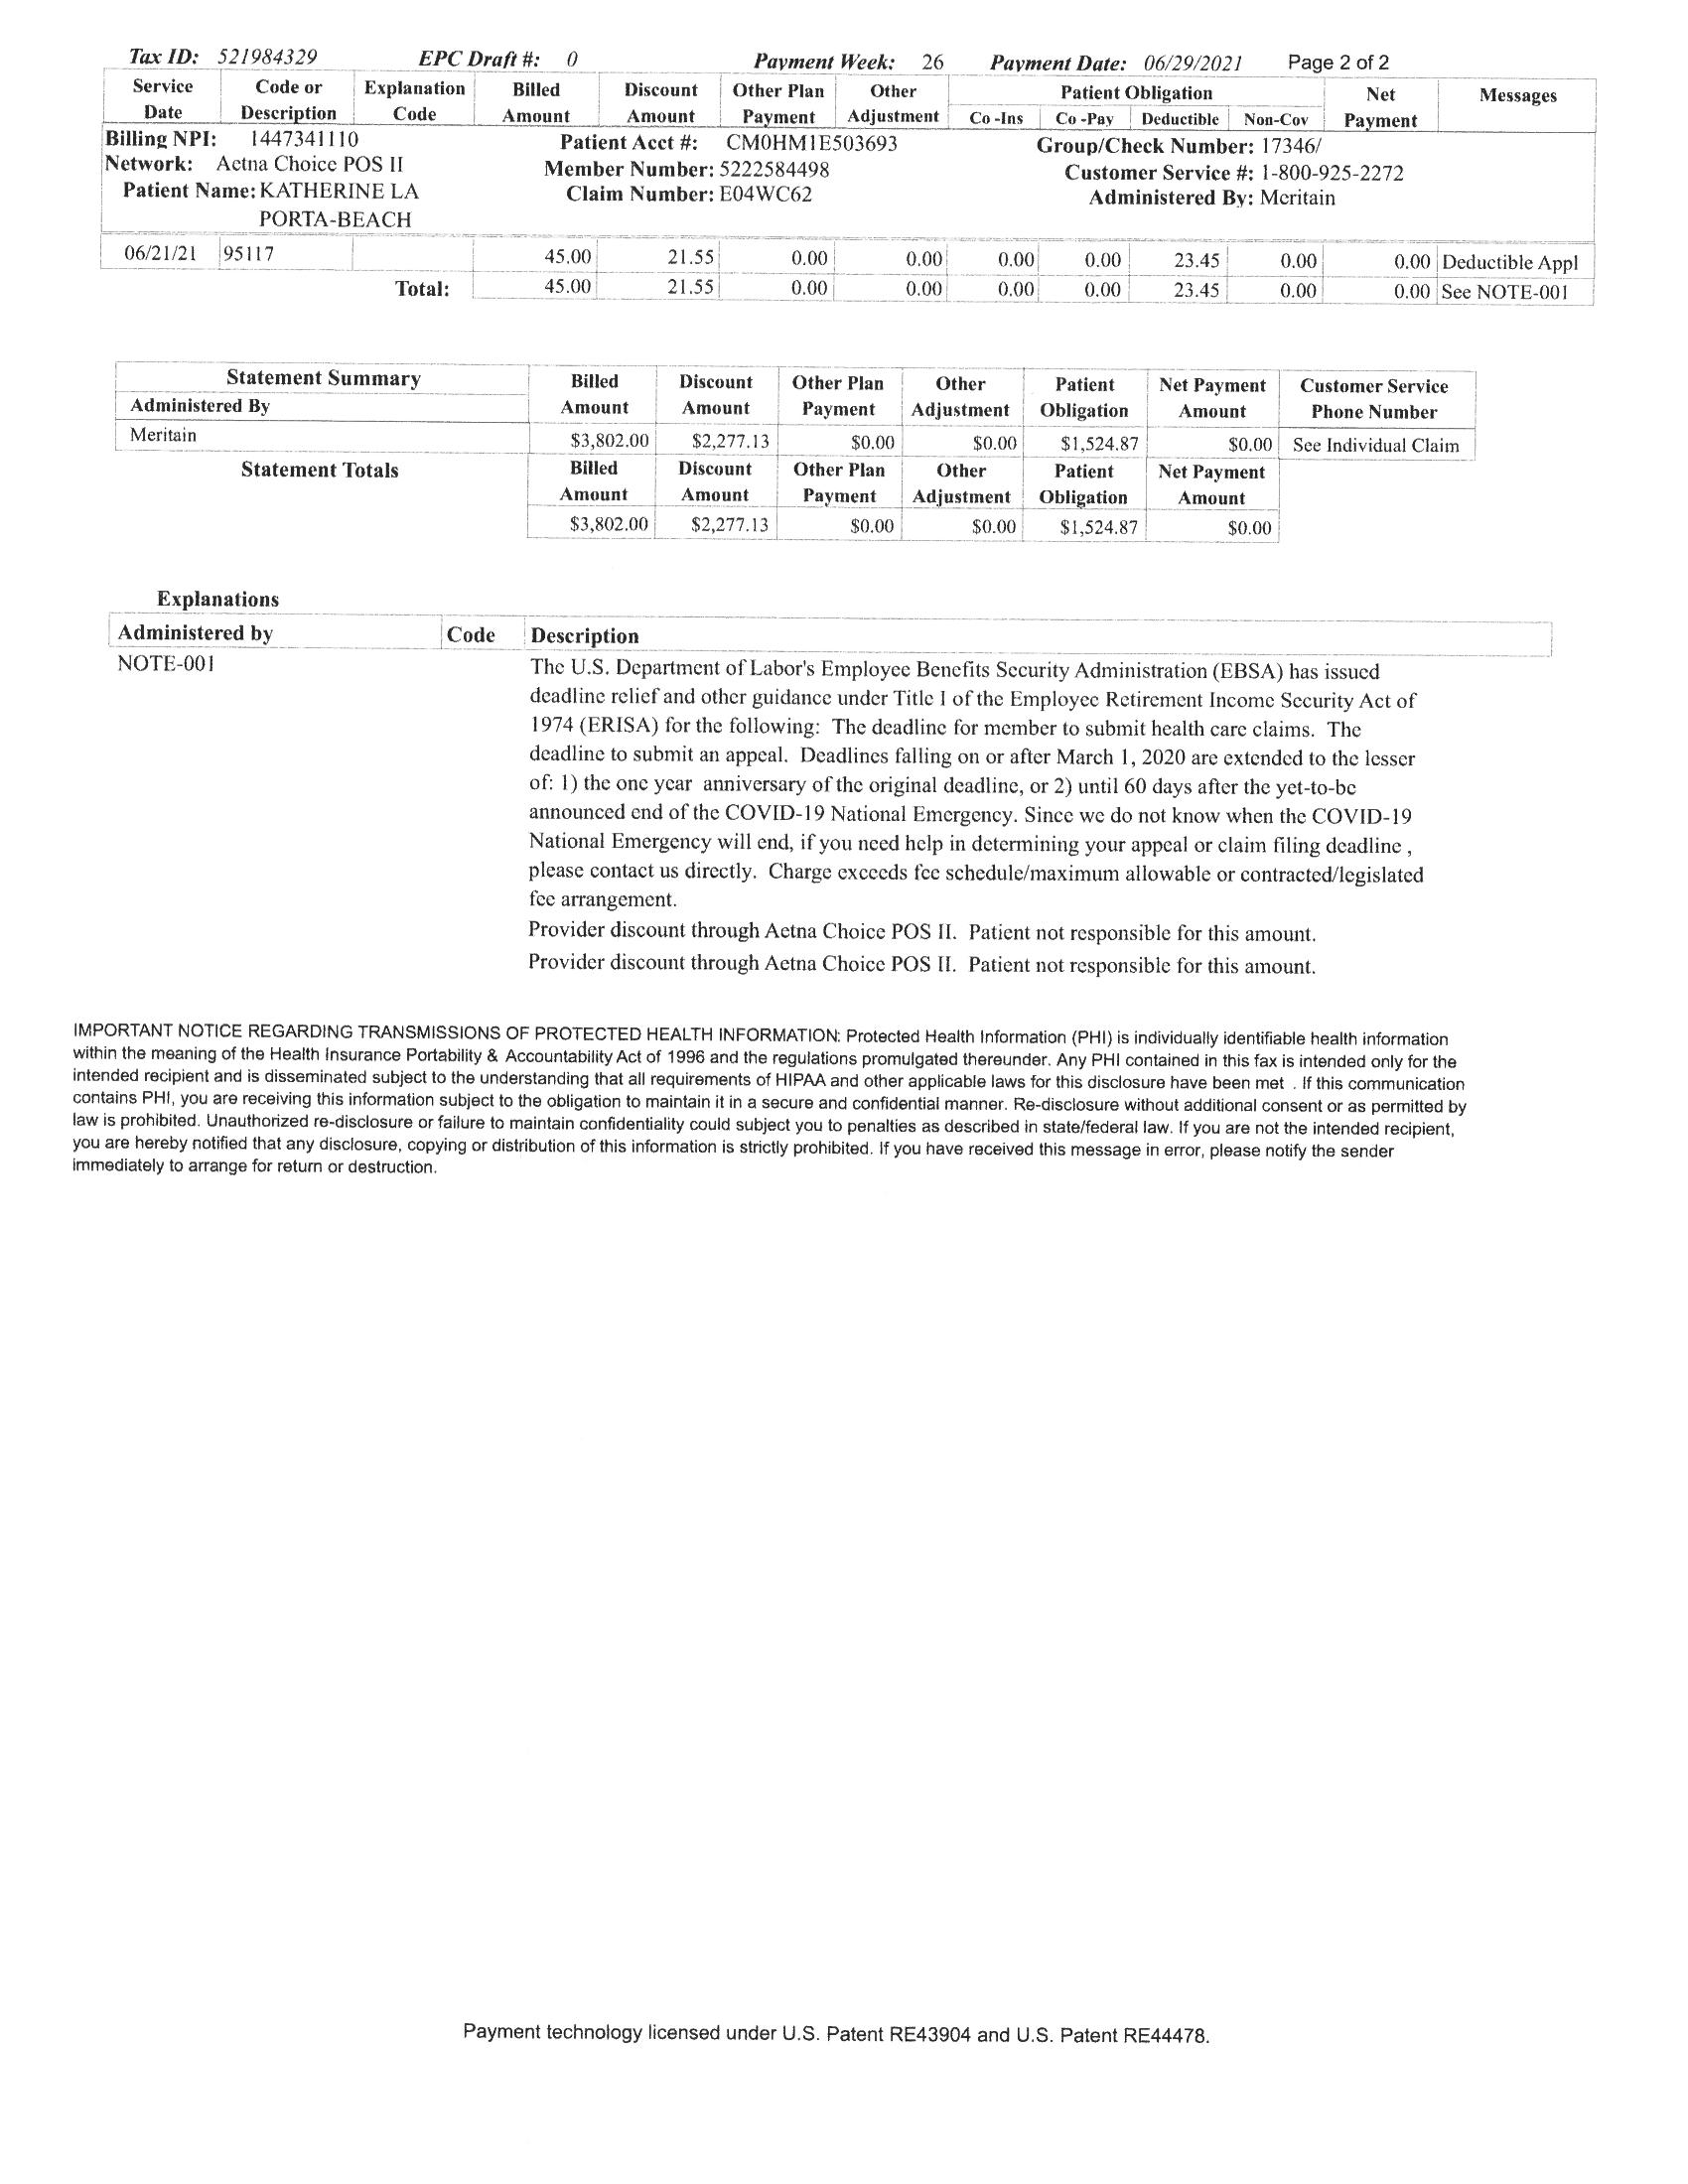 Tax ID: 521984329 EPC Draft #: 0 Payment Week: 26 Payment Date: 06/29/2021 Page 2 of 2
Service Code or Explanation Billed Discount Other Plan Other Patient Obligation Net Messages
Date Description Code Amount Amount Payment Adjustment Co -Ins Co -Pay Deductible Non-Cov Payment
Billing NPI: 1447341110 Patient Acct #: CM0HM1E503693 Group/Check Number: 17346/
Network: Aetna Choice POS II Member Number: 5222584498 Customer Service #: 1-800-925-2272
Patient Name: KATHERINE LA Claim Number: E04WC62 Administered By: Meritain
PORTA-BEACH
06/21/21 95117 45.00 21.55 0.00 0.00 0.00 0.00 23.45 0.00 0.00 Deductible Appl
Total: 45.00 21.55 0.00 0.00 0.00 0.00 23.45 0.00 0.00 See NOTE-001
Statement Summary Billed Discount Other Plan Other Patient Net Payment Customer Service
Administered By Amount Amount Payment Adjustment Obligation Amount Phone Number
Meritain $3,802.00 $2,277.13 $0.00 $0.00 $1,524.87 $0.00 See Individual Claim
Statement Totals Billed Discount Other Plan Other Patient Net Payment
Amount Amount Payment Adjustment Obligation Amount
$3,802.00 $2,277.13 $0.00 $0.00 $1,524.87 $0.00
Explanations
Administered by Code Description
NOTE-001 The U.S. Department of Labor's Employee Benefits Security Administration (EBSA) has issued
deadline relief and other guidance under Title I of the Employee Retirement Income Security Act of
1974 (ERISA) for the following: The deadline for member to submit health care claims. The
deadline to submit an appeal. Deadlines falling on or after March 1, 2020 are extended to the lesser
of: 1) the one year anniversary of the original deadline, or 2) until 60 days after the yet-to-be
announced end of the COVID-19 National Emergency. Since we do not know when the COVID-19
National Emergency will end, if you need help in determining your appeal or claim filing deadline ,
please contact us directly. Charge exceeds fee schedule/maximum allowable or contracted/legislated
fee arrangement.
Provider discount through Aetna Choice POS II. Patient not responsible for this amount.
Provider discount through Aetna Choice POS II. Patient not responsible for this amount.
IMPORTANT NOTICE REGARDING TRANSMISSIONS OF PROTECTED HEALTH INFORMATION: Protected Health Information (PHI) is individually identifiable health information
within the meaning of the Health Insurance Portability & Accountability Act of 1996 and the regulations promulgated thereunder. Any PHI contained in this fax is intended only for the
intended recipient and is disseminated subject to the understanding that all requirements of HIPAA and other applicable laws for this disclosure have been met . If this communication
contains PHI, you are receiving this information subject to the obligation to maintain it in a secure and confidential manner. Re-disclosure without additional consent or as permitted by
law is prohibited. Unauthorized re-disclosure or failure to maintain confidentiality could subject you to penalties as described in state/federal law. If you are not the intended recipient,
you are hereby notified that any disclosure, copying or distribution of this information is strictly prohibited. If you have received this message in error, please notify the sender
immediately to arrange for return or destruction.
Payment technology licensed under U.S. Patent RE43904 and U.S. Patent RE44478.